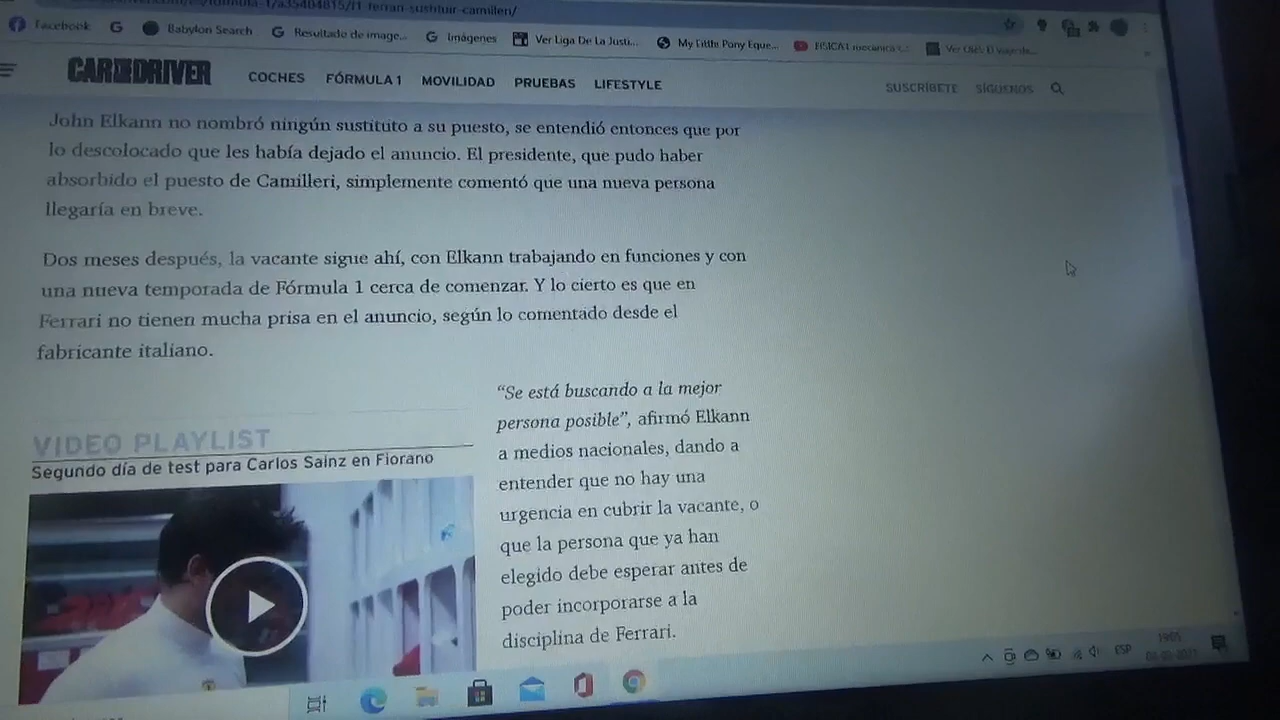 formula-1/a35404815/f1-ferrari-sustituir-camilleri/
Facebook
Babylon Search
Resultado de image...
Imágenes
Ver Liga De La Justi...
My Little Pony Eque...
CAR AND DRIVER
COCHES FÓRMULA 1 MOVILIDAD PRUEBAS LIFESTYLE
SUSCRÍBETE SÍGUENOS
John Elkann no nombró ningún sustituto a su puesto, se entendió entonces que por
lo descolocado que les había dejado el anuncio. El presidente, que pudo haber
absorbido el puesto de Camilleri, simplemente comentó que una nueva persona
llegaría en breve.
Dos meses después, la vacante sigue ahí, con Elkann trabajando en funciones y con
una nueva temporada de Fórmula 1 cerca de comenzar. Y lo cierto es que en
Ferrari no tienen mucha prisa en el anuncio, según lo comentado desde el
fabricante italiano.
VIDEO PLAYLIST
Segundo día de test para Carlos Sainz en Fiorano
“Se está buscando a la mejor
persona posible”, afirmó Elkann
a medios nacionales, dando a
entender que no hay una
urgencia en cubrir la vacante, o
que la persona que ya han
elegido debe esperar antes de
poder incorporarse a la
disciplina de Ferrari.
ESP